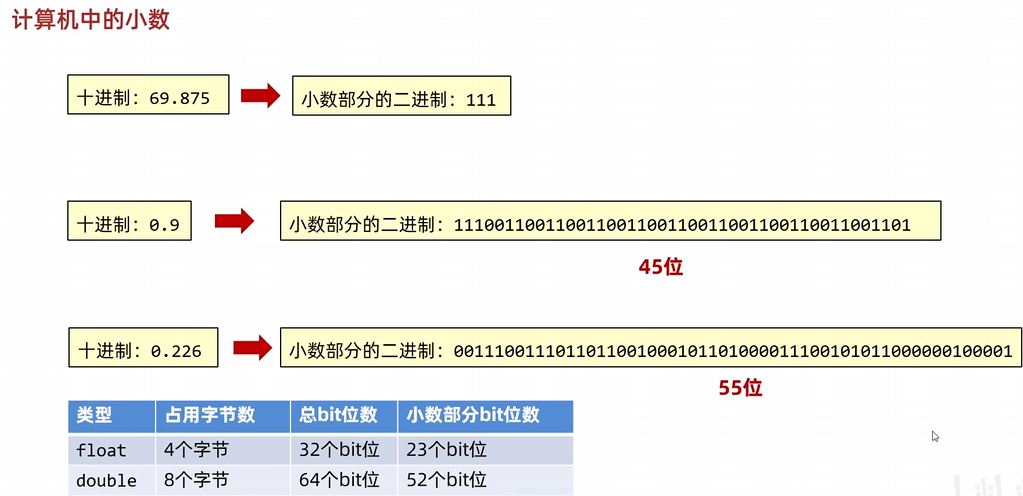 计算机中的小数
十进制：69.875
小数部分的二进制：111
十进制：0.9
小数部分的二进制：111001100110011001100110011001100110011001101
45位
十进制：0.226
小数部分的二进制：0011100111011011001000101101000011100101011000000100001
55位
类型 占用字节数 总bit位数 小数部分bit位数
float 4个字节 32个bit位 23个bit位
double 8个字节 64个bit位 52个bit位